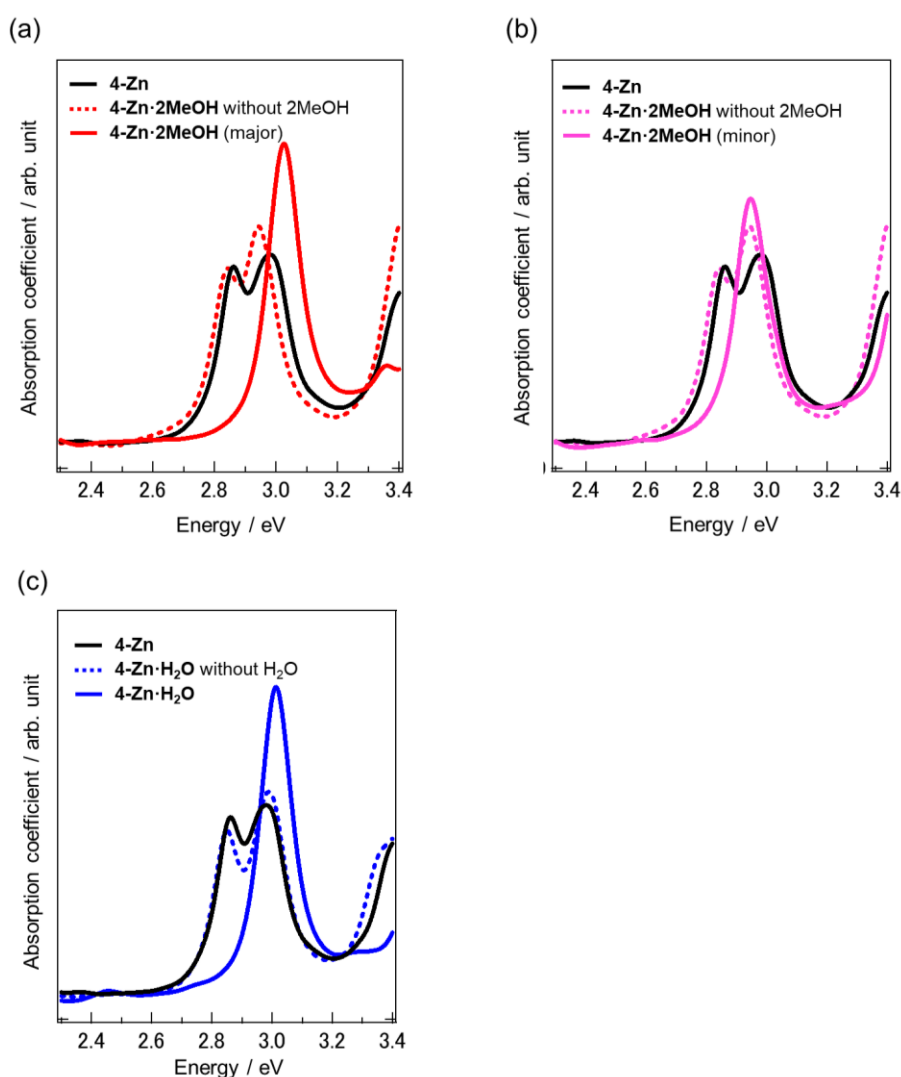 (a)
4-Zn
4-Zn·2MeOH without 2MeOH
4-Zn·2MeOH (major)
Absorption coefficient / arb. unit
2.4 2.6 2.8 3.0 3.2 3.4
Energy / eV
(b)
4-Zn
4-Zn·2MeOH without 2MeOH
4-Zn·2MeOH (minor)
Absorption coefficient / arb. unit
2.4 2.6 2.8 3.0 3.2 3.4
Energy / eV
(c)
4-Zn
4-Zn·H₂O without H₂O
4-Zn·H₂O
Absorption coefficient / arb. unit
2.4 2.6 2.8 3.0 3.2 3.4
Energy / eV